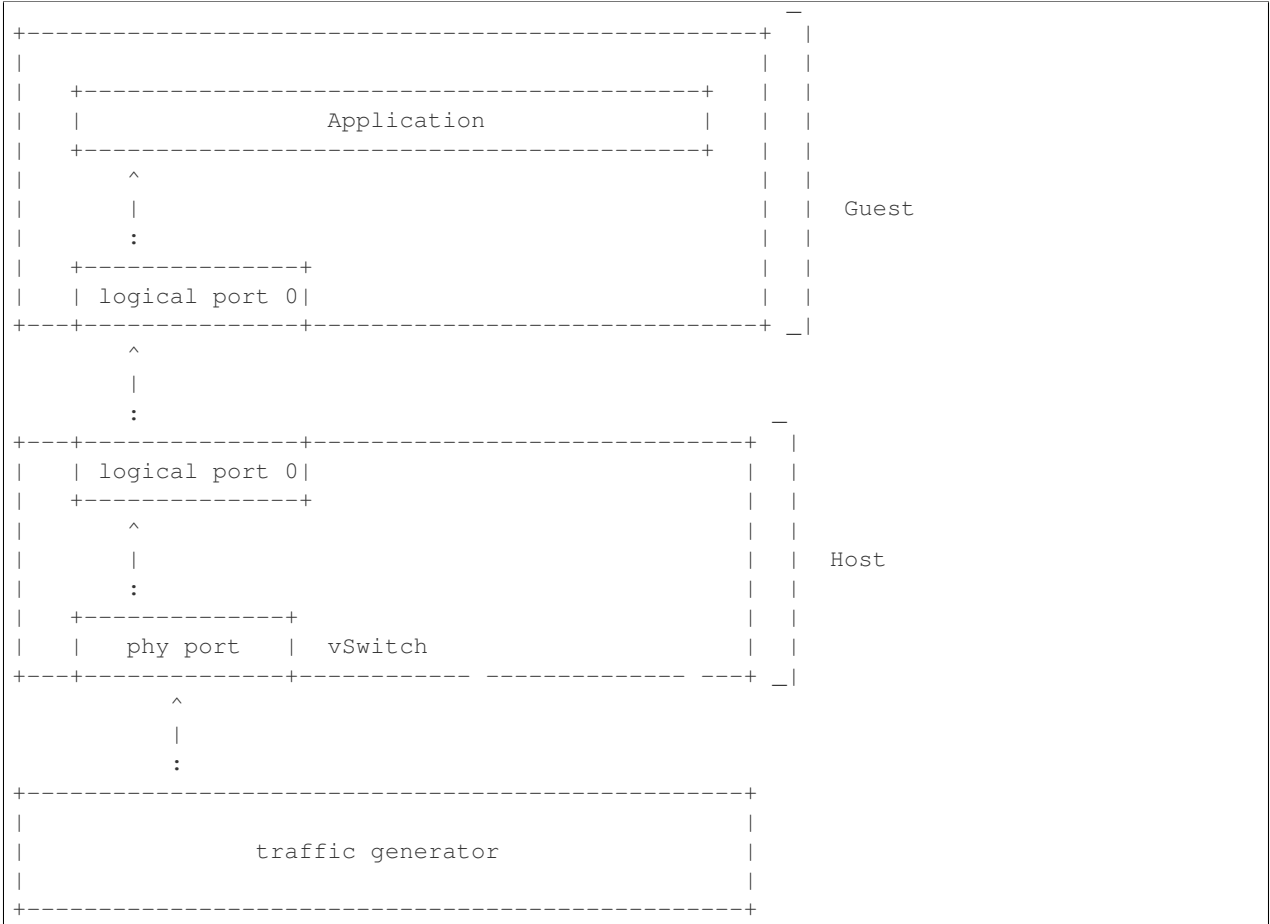 Application
Guest
logical port 0
logical port 0
Host
phy port vSwitch
traffic generator